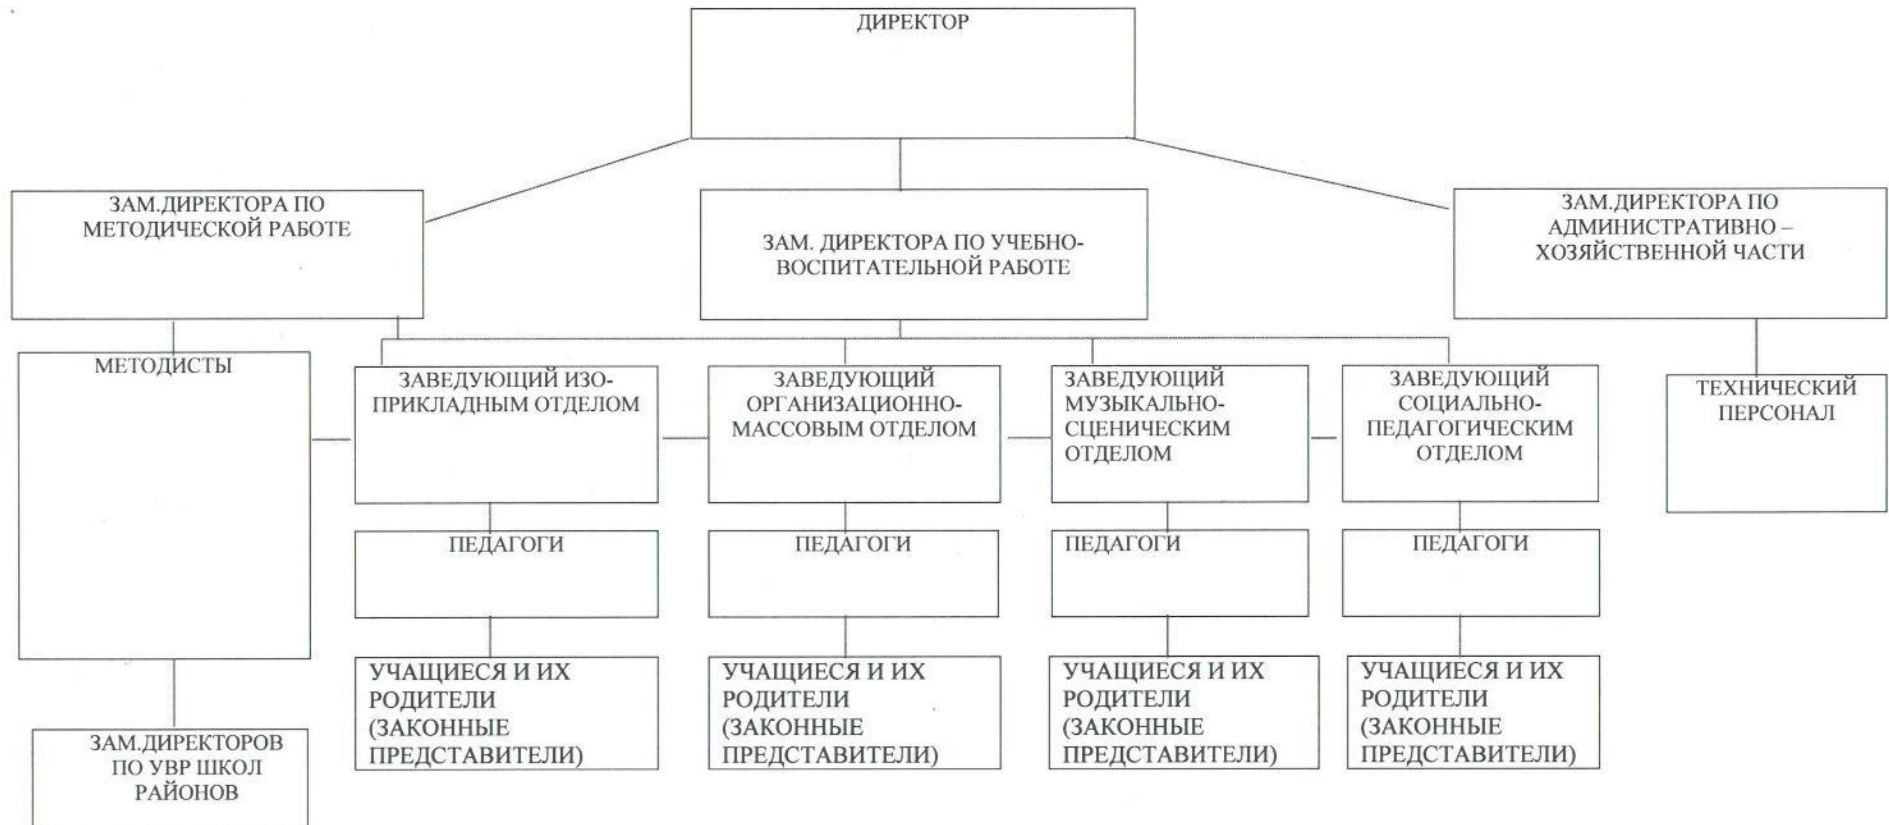 ДИРЕКТОР
ЗАМ.ДИРЕКТОРА ПО
МЕТОДИЧЕСКОЙ РАБОТЕ
ЗАМ. ДИРЕКТОРА ПО УЧЕБНО-
ВОСПИТАТЕЛЬНОЙ РАБОТЕ
ЗАМ.ДИРЕКТОРА ПО
АДМИНИСТРАТИВНО –
ХОЗЯЙСТВЕННОЙ ЧАСТИ
МЕТОДИСТЫ
ЗАВЕДУЮЩИЙ ИЗО-
ПРИКЛАДНЫМ ОТДЕЛОМ
ЗАВЕДУЮЩИЙ
ОРГАНИЗАЦИОННО-
МАССОВЫМ ОТДЕЛОМ
ЗАВЕДУЮЩИЙ
МУЗЫКАЛЬНО-
СЦЕНИЧЕСКИМ
ОТДЕЛОМ
ЗАВЕДУЮЩИЙ
СОЦИАЛЬНО-
ПЕДАГОГИЧЕСКИМ
ОТДЕЛОМ
ТЕХНИЧЕСКИЙ
ПЕРСОНАЛ
ПЕДАГОГИ
ПЕДАГОГИ
ПЕДАГОГИ
ПЕДАГОГИ
УЧАЩИЕСЯ И ИХ
РОДИТЕЛИ
(ЗАКОННЫЕ
ПРЕДСТАВИТЕЛИ)
УЧАЩИЕСЯ И ИХ
РОДИТЕЛИ
(ЗАКОННЫЕ
ПРЕДСТАВИТЕЛИ)
УЧАЩИЕСЯ И ИХ
РОДИТЕЛИ
(ЗАКОННЫЕ
ПРЕДСТАВИТЕЛИ)
УЧАЩИЕСЯ И ИХ
РОДИТЕЛИ
(ЗАКОННЫЕ
ПРЕДСТАВИТЕЛИ)
ЗАМ.ДИРЕКТОРОВ
ПО УВР ШКОЛ
РАЙОНОВ